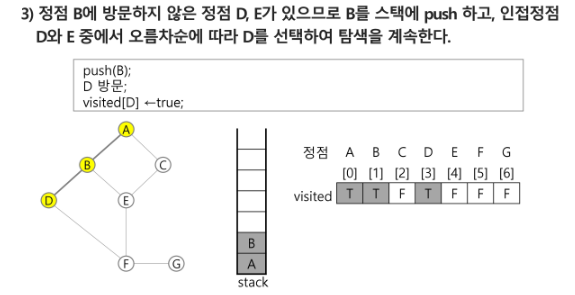 3) 정점 B에 방문하지 않은 정점 D, E가 있으므로 B를 스택에 push 하고, 인접정점
D와 E 중에서 오름차순에 따라 D를 선택하여 탐색을 계속한다.
push(B);
D 방문;
visited[D] ←true;
A
B
C
D
E
F
G
B
A
stack
정점 A B C D E F G
[0] [1] [2] [3] [4] [5] [6]
visited T T F T F F F